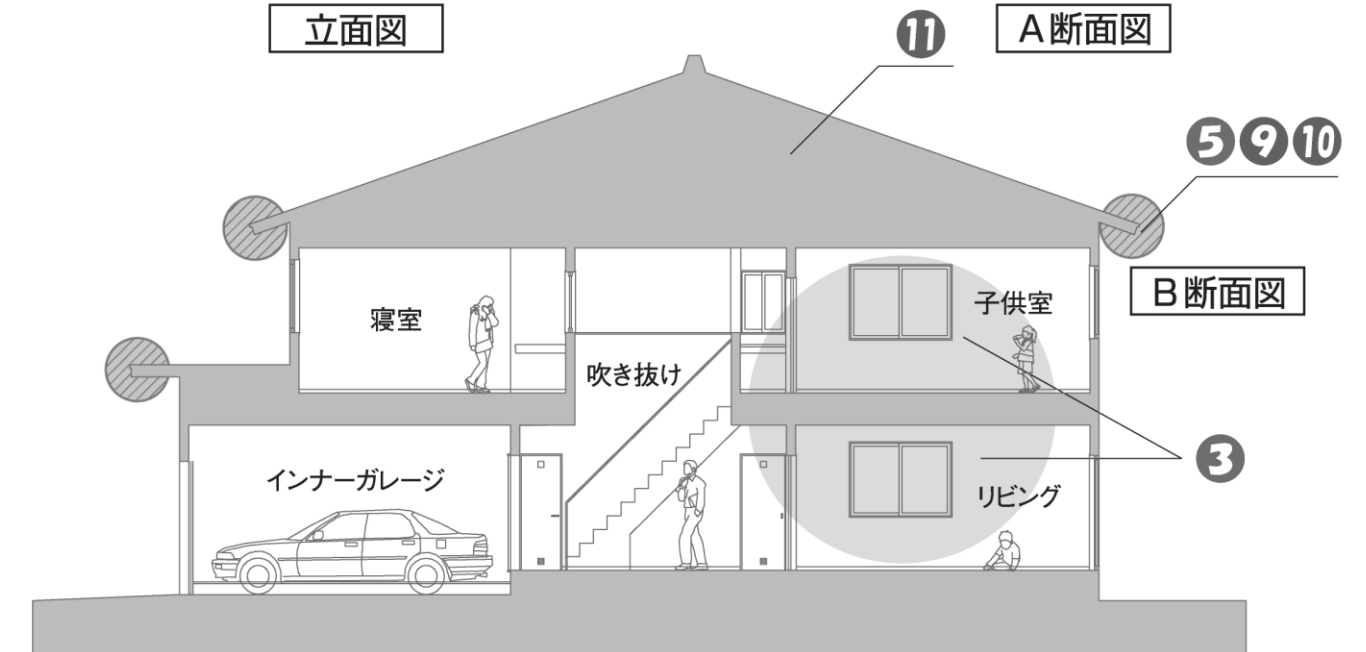 立面図
⓫
A断面図
❺❾❿
B断面図
寝室
子供室
吹き抜け
❸
インナーガレージ
リビング